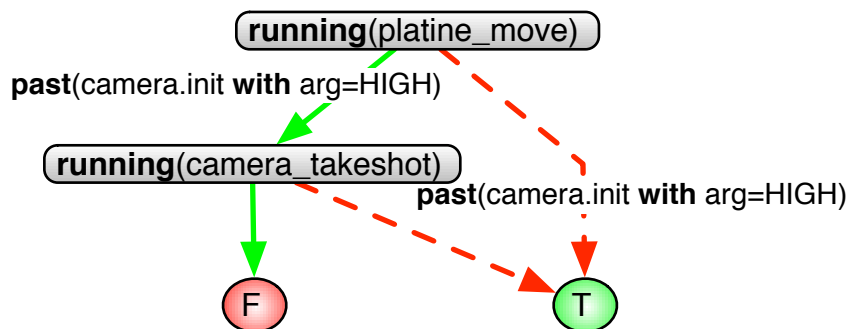 running(platine_move)
past(camera.init with arg=HIGH)
running(camera_takeshot)
past(camera.init with arg=HIGH)
F
T